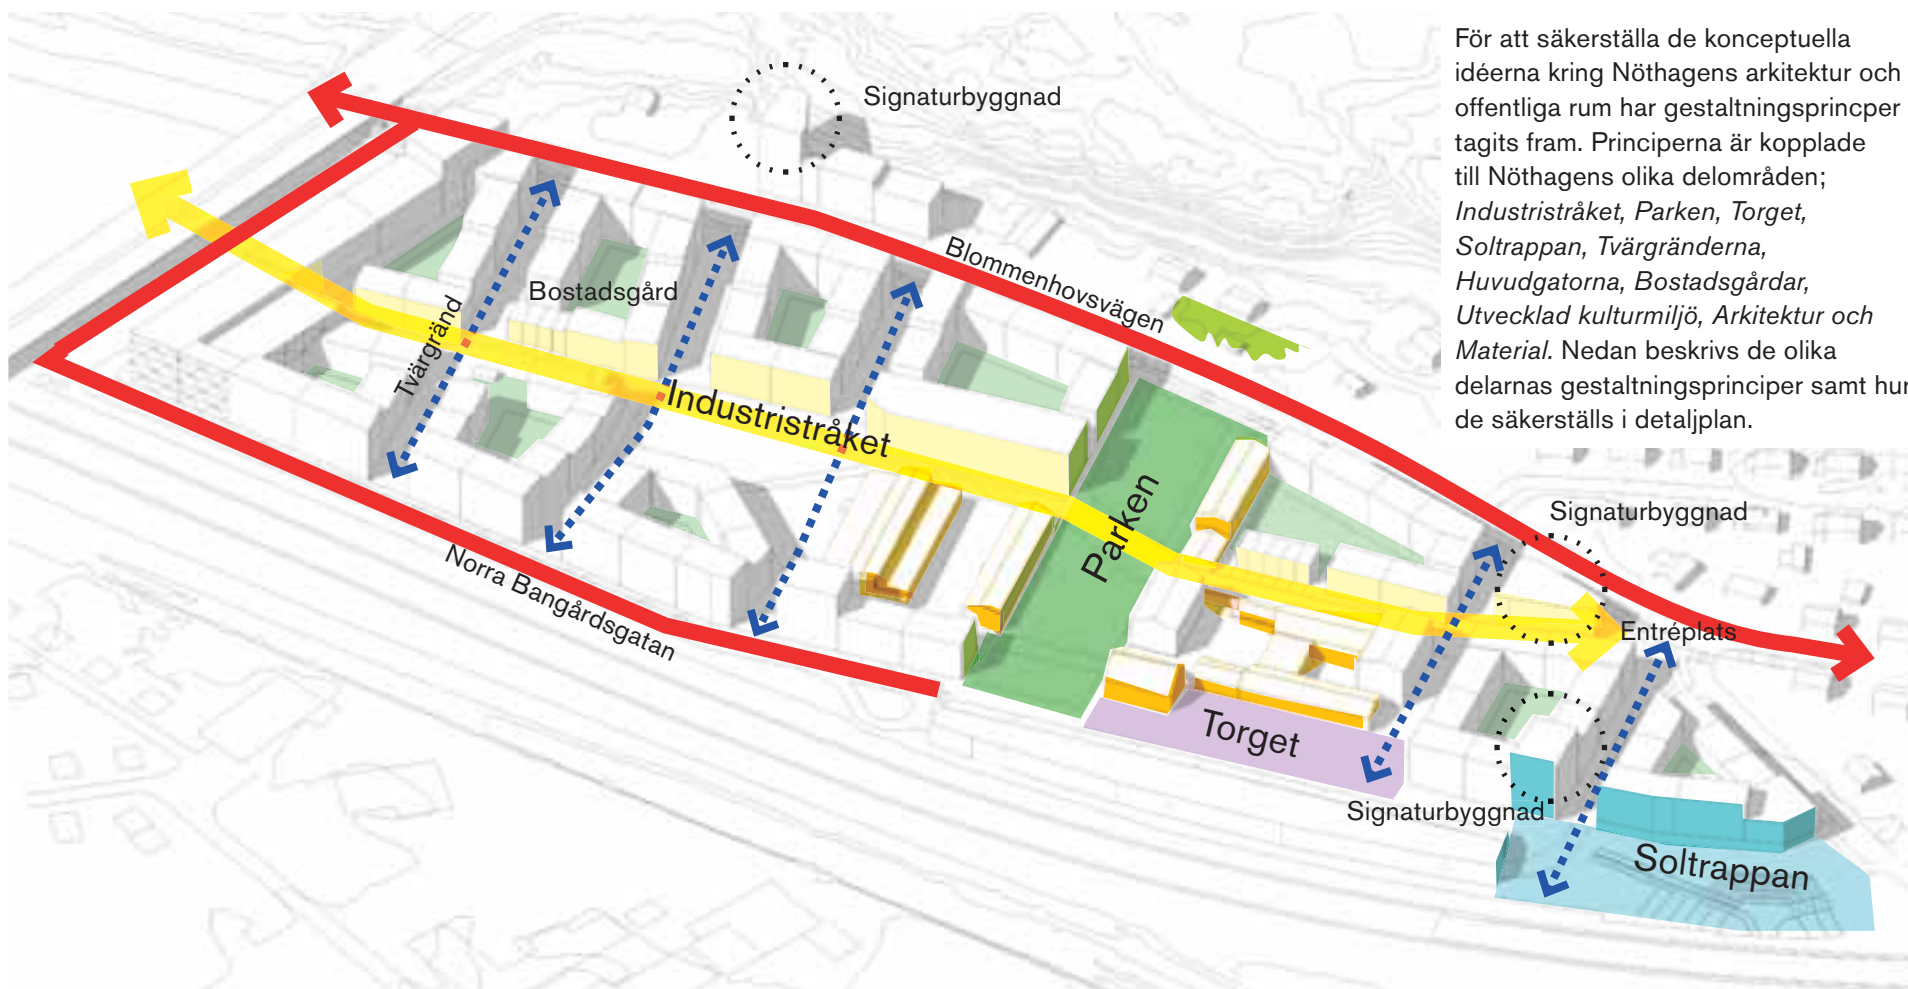 För att säkerställa de konceptuella
idéerna kring Nöthagens arkitektur och
offentliga rum har gestaltningsprincper
tagits fram. Principerna är kopplade
till Nöthagens olika delområden;
Industristråket, Parken, Torget,
Soltrappan, Tvärgränderna,
Huvudgatorna, Bostadsgårdar,
Utvecklad kulturmiljö, Arkitektur och
Material. Nedan beskrivs de olika
delarnas gestaltningsprinciper samt hur
de säkerställs i detaljplan.
Signaturbyggnad
Blommenhovsvägen
Bostadsgård
Tvärgränd
Industristråket
Parken
Signaturbyggnad
Norra Bangårdsgatan
Entréplats
Torget
Signaturbyggnad
Soltrappan